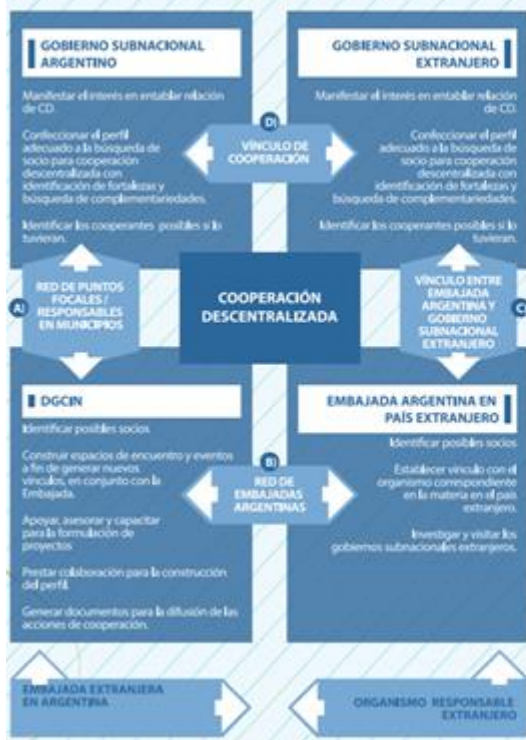 GOBIERNO SUBNACIONAL
ARGENTINO
Manifestar el interés en entablar relación
de CD.
Confeccionar el perfil
adecuado a la búsqueda de
socio para cooperación
descentralizada con
identificación de fortalezas y
búsqueda de complementariedades.
Identificar los cooperantes posibles si lo
tuvieran.
GOBIERNO SUBNACIONAL
EXTRANJERO
Manifestar el interés en entablar relación
de CD.
Confeccionar el perfil
adecuado a la búsqueda de
socio para cooperación
descentralizada con
identificación de fortalezas y
búsqueda de complementariedades.
Identificar los cooperantes posibles si lo
tuvieran.
D)
VÍNCULO DE
COOPERACIÓN
A)
RED DE PUNTOS
FOCALES /
RESPONSABLES
EN MUNICIPIOS
COOPERACIÓN
DESCENTRALIZADA
VÍNCULO ENTRE
EMBAJADA
ARGENTINA Y
GOBIERNO
SUBNACIONAL
EXTRANJERO
C
DGCIN
Identificar posibles socios
Construir espacios de encuentro y eventos
a fin de generar nuevos
vínculos, en conjunto con la
Embajada.
Apoyar, asesorar y capacitar
para la formulación de
proyectos
Prestar colaboración para la construcción
del perfil.
Generar documentos para la difusión de las
acciones de cooperación.
B)
RED DE
EMBAJADAS
ARGENTINAS
EMBAJADA ARGENTINA EN
PAÍS EXTRANJERO
Identificar posibles socios
Establecer vínculo con el
organismo correspondiente
en la materia en el país
extranjero.
Investigar y visitar los
gobiernos subnacionales extranjeros.
EMBAJADA EXTRANJERA
EN ARGENTINA
ORGANISMO RESPONSABLE
EXTRANJERO